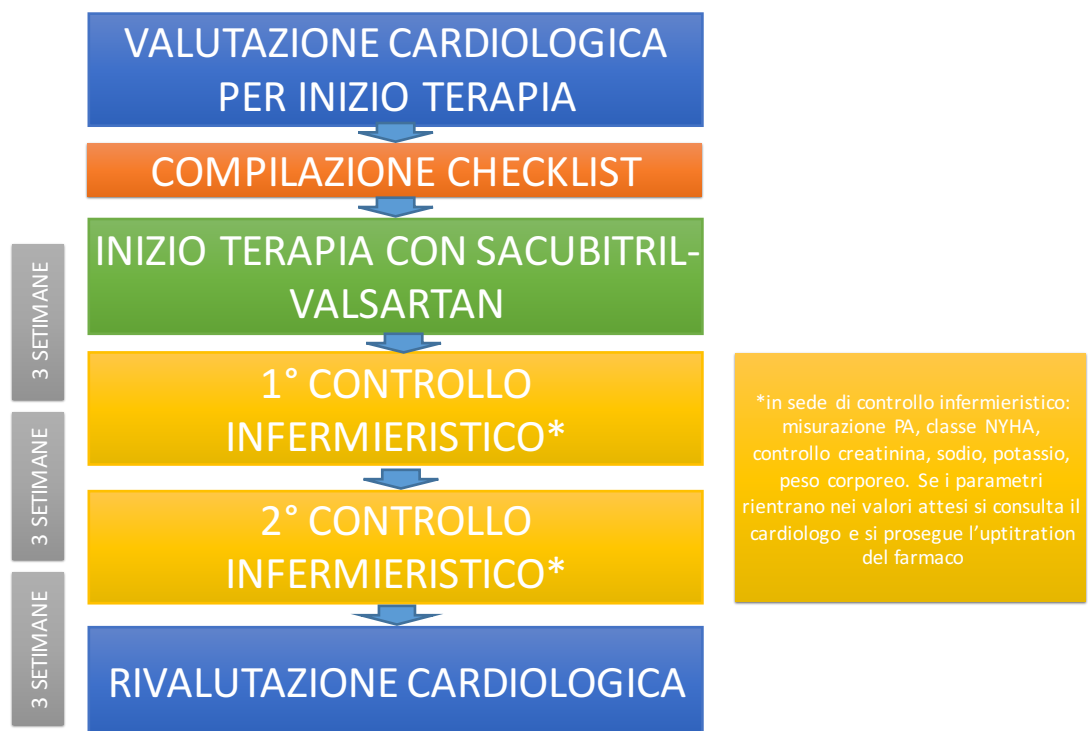 VALUTAZIONE CARDIOLOGICA
PER INIZIO TERAPIA
COMPILAZIONE CHECKLIST
INIZIO TERAPIA CON SACUBITRIL-
VALSARTAN
3 SETIMANE
1° CONTROLLO
INFERMIERISTICO*
*in sede di controllo infermieristico:
misurazione PA, classe NYHA,
controllo creatinina, sodio, potassio,
peso corporeo. Se i parametri
rientrano nei valori attesi si consulta il
cardiologo e si prosegue l’uptitration
del farmaco
3 SETIMANE
2° CONTROLLO
INFERMIERISTICO*
3 SETIMANE
RIVALUTAZIONE CARDIOLOGICA